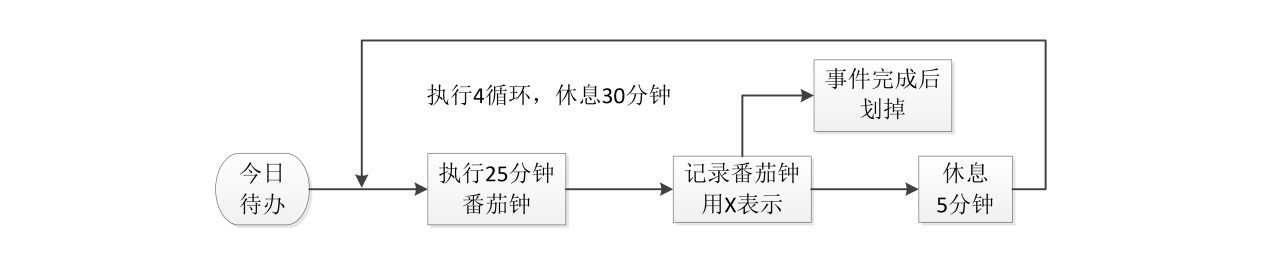 执行4循环，休息30分钟
事件完成后
划掉
今日
待办
执行25分钟
番茄钟
记录番茄钟
用X表示
休息
5分钟